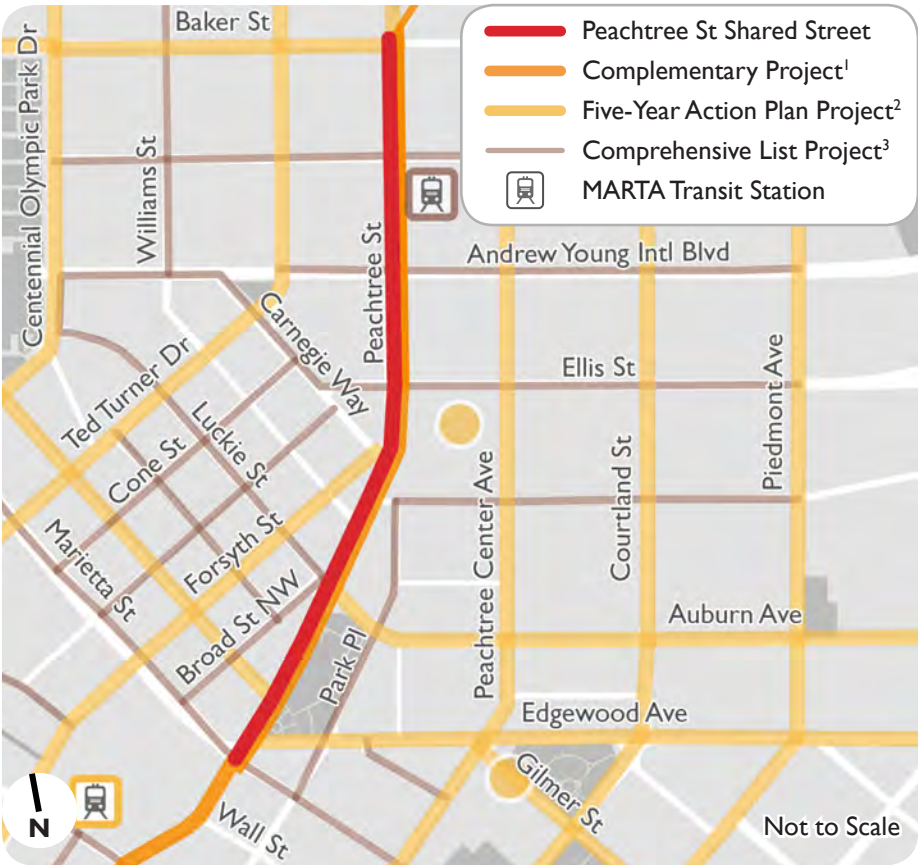 Baker St
Peachtree St Shared Street
Complementary Project¹
Five-Year Action Plan Project²
Comprehensive List Project³
MARTA Transit Station
Centennial Olympic Park Dr
Williams St
Peachtree St
Andrew Young Intl Blvd
Carnegie Way
Ellis St
Piedmont Ave
Ted Turner Dr
Luckie St
Cone St
Peachtree Center Ave
Courtland St
Marietta St
Forsyth St
Broad St NW
Park Pl
Auburn Ave
Edgewood Ave
Gilmer St
Wall St
N
Not to Scale